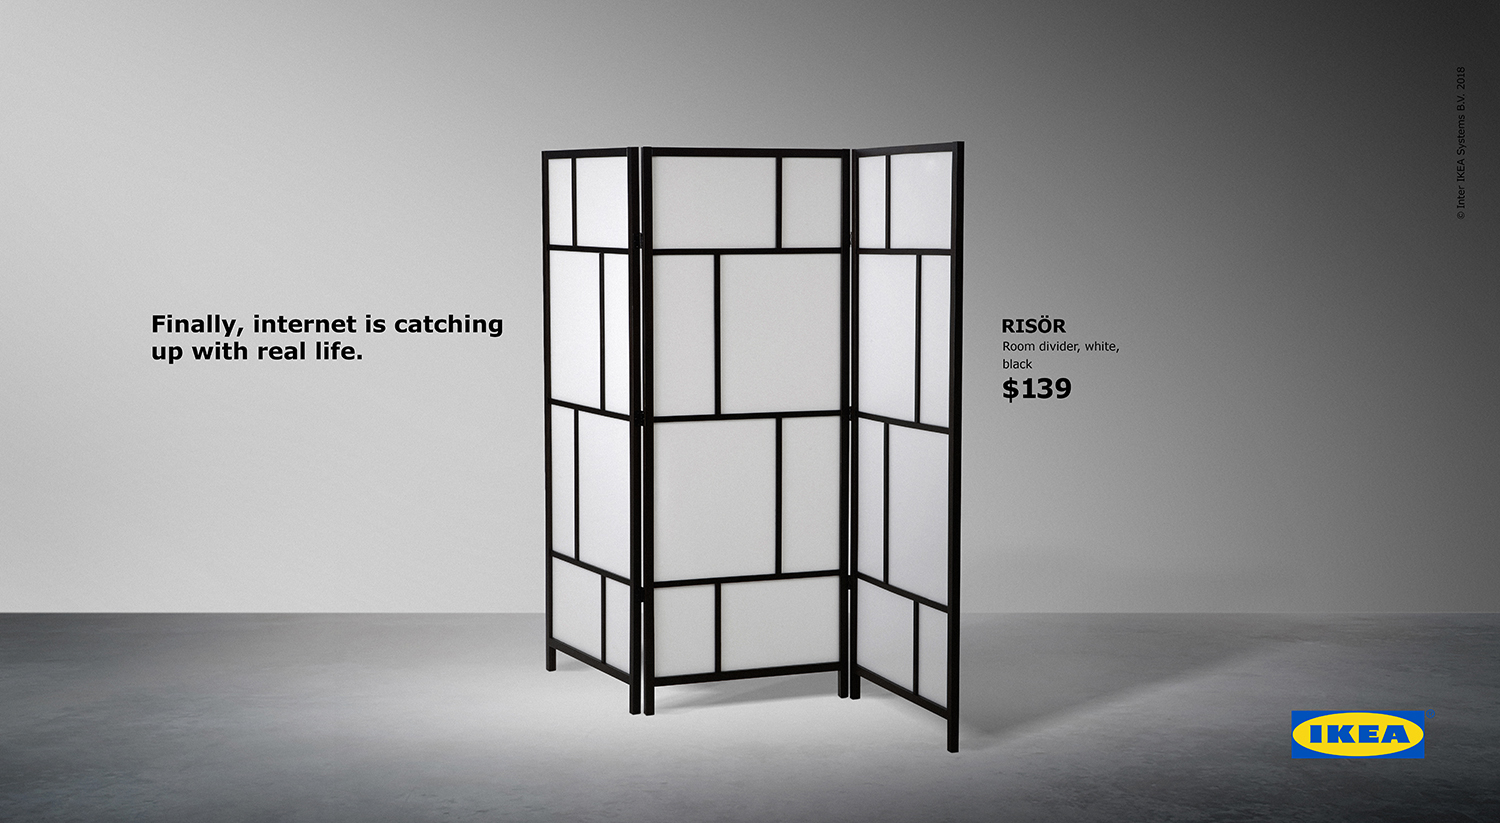 Finally, internet is catching
up with real life.
RISÖR
Room divider, white,
black
$139
© Inter IKEA Systems B.V. 2018
IKEA